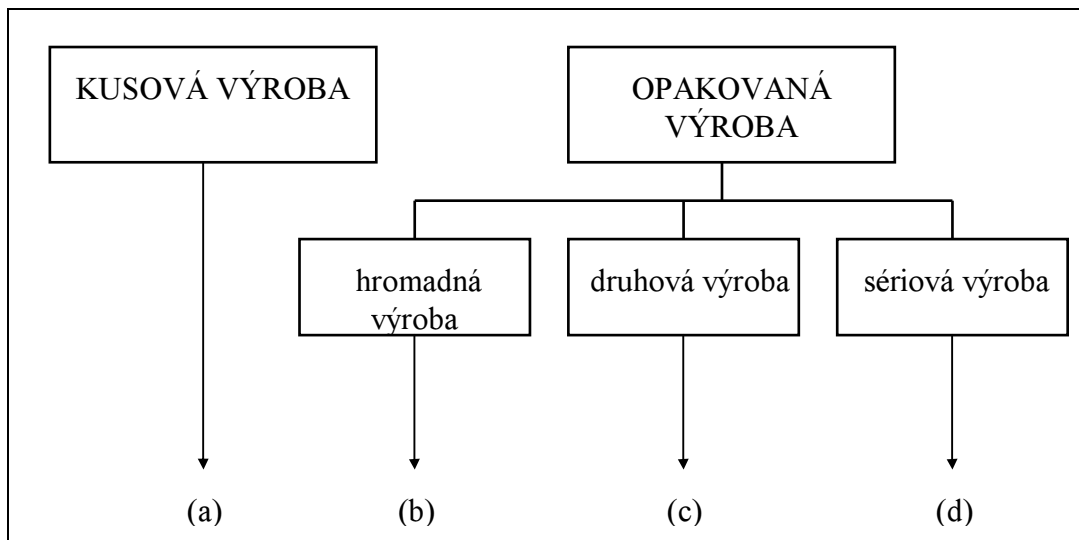 KUSOVÁ VÝROBA
OPAKOVANÁ
VÝROBA
hromadná
výroba
druhová výroba
sériová výroba
(a)
(b)
(c)
(d)